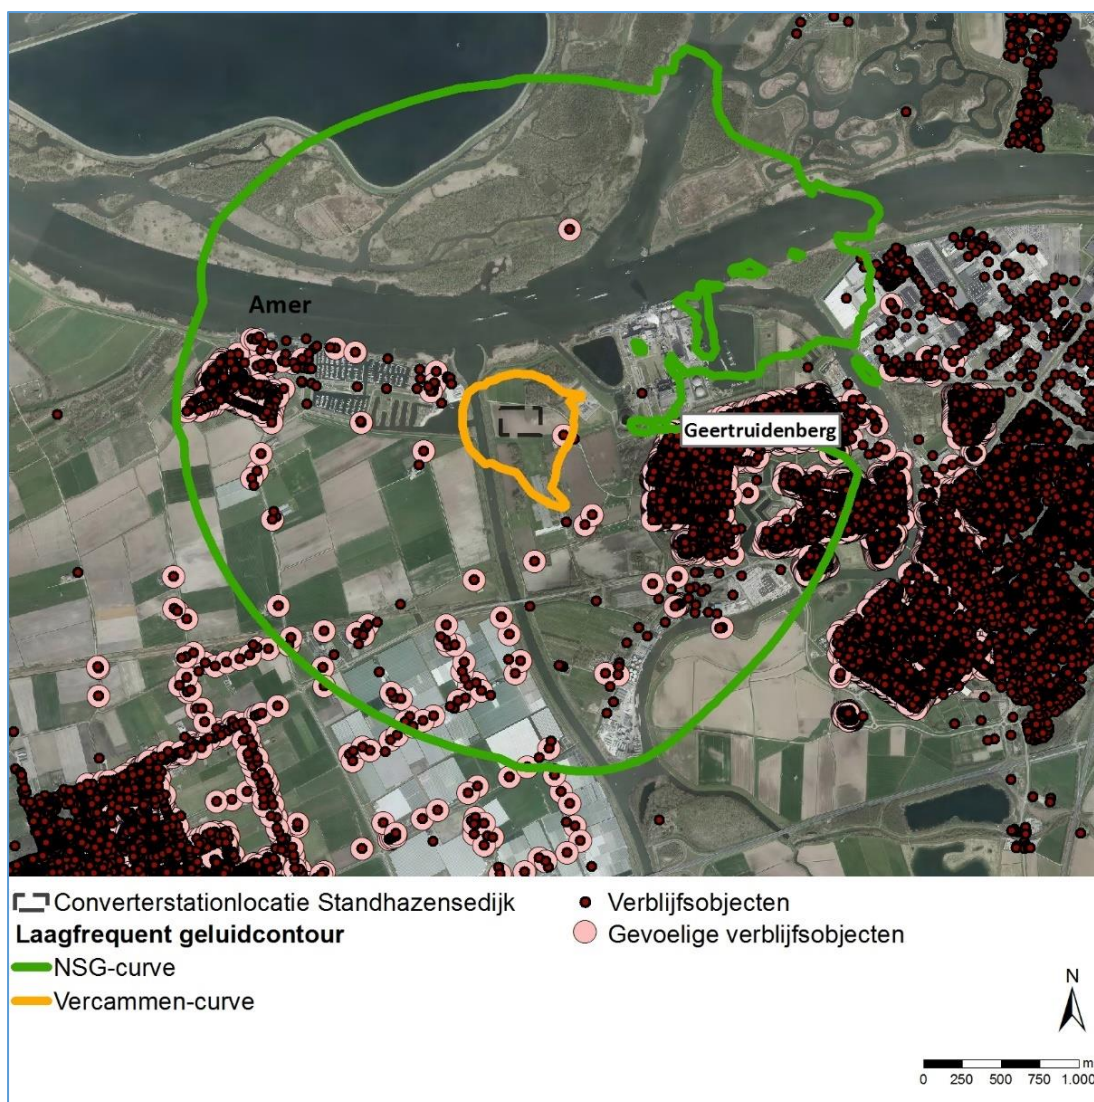 Amer
Geertruidenberg
Converterstationlocatie Standhazensedijk
Laagfrequent geluidcontour
NSG-curve
Vercammen-curve
Verblijfsobjecten
Gevoelige verblijfsobjecten
N
m
0 250 500 750 1.000